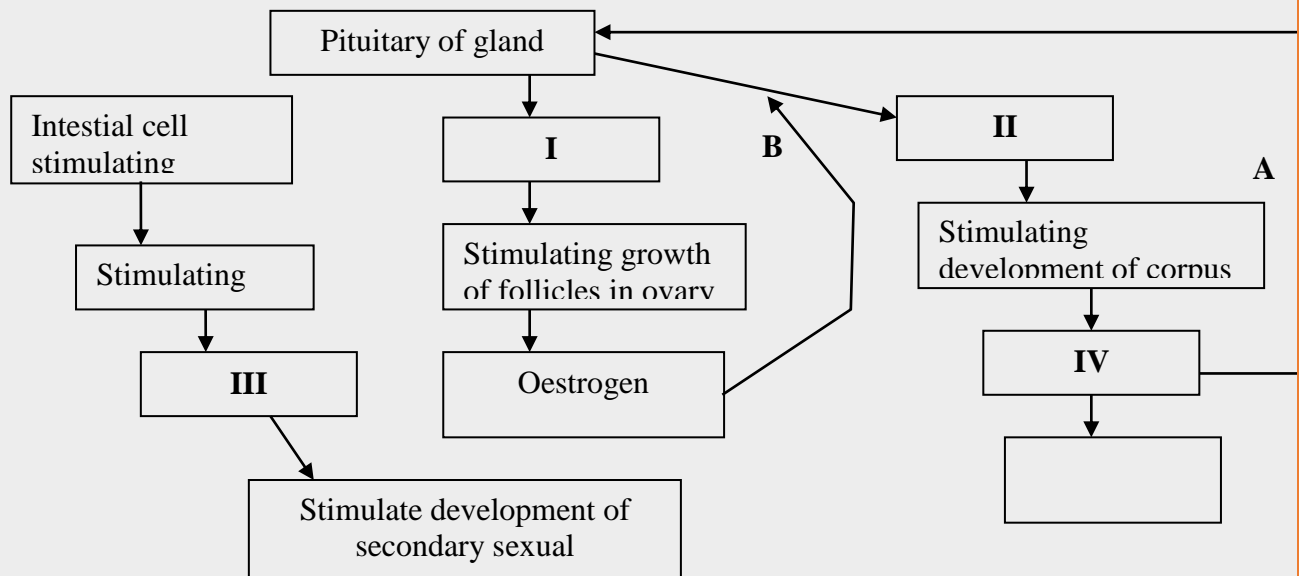 Pituitary of gland
Intestial cell
stimulating
I
B
II
A
Stimulating
Stimulating growth
of follicles in ovary
Stimulating
development of corpus
III
Oestrogen
IV
Stimulate development of
secondary sexual